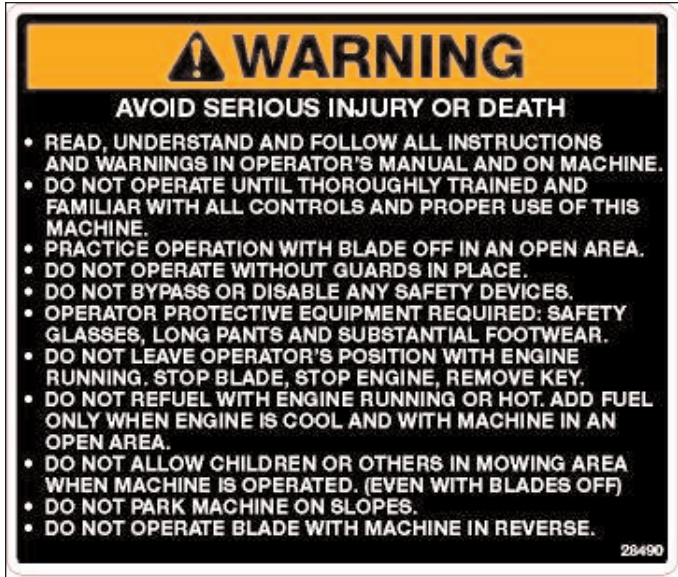 WARNING
AVOID SERIOUS INJURY OR DEATH
• READ, UNDERSTAND AND FOLLOW ALL INSTRUCTIONS
AND WARNINGS IN OPERATOR'S MANUAL AND ON MACHINE.
• DO NOT OPERATE UNTIL THOROUGHLY TRAINED AND
FAMILIAR WITH ALL CONTROLS AND PROPER USE OF THIS
MACHINE.
• PRACTICE OPERATION WITH BLADE OFF IN AN OPEN AREA.
• DO NOT OPERATE WITHOUT GUARDS IN PLACE.
• DO NOT BYPASS OR DISABLE ANY SAFETY DEVICES.
• OPERATOR PROTECTIVE EQUIPMENT REQUIRED: SAFETY
GLASSES, LONG PANTS AND SUBSTANTIAL FOOTWEAR.
• DO NOT LEAVE OPERATOR'S POSITION WITH ENGINE
RUNNING. STOP BLADE, STOP ENGINE, REMOVE KEY.
• DO NOT REFUEL WITH ENGINE RUNNING OR HOT. ADD FUEL
ONLY WHEN ENGINE IS COOL AND WITH MACHINE IN AN
OPEN AREA.
• DO NOT ALLOW CHILDREN OR OTHERS IN MOWING AREA
WHEN MACHINE IS OPERATED. (EVEN WITH BLADES OFF)
• DO NOT PARK MACHINE ON SLOPES.
• DO NOT OPERATE BLADE WITH MACHINE IN REVERSE.
28490